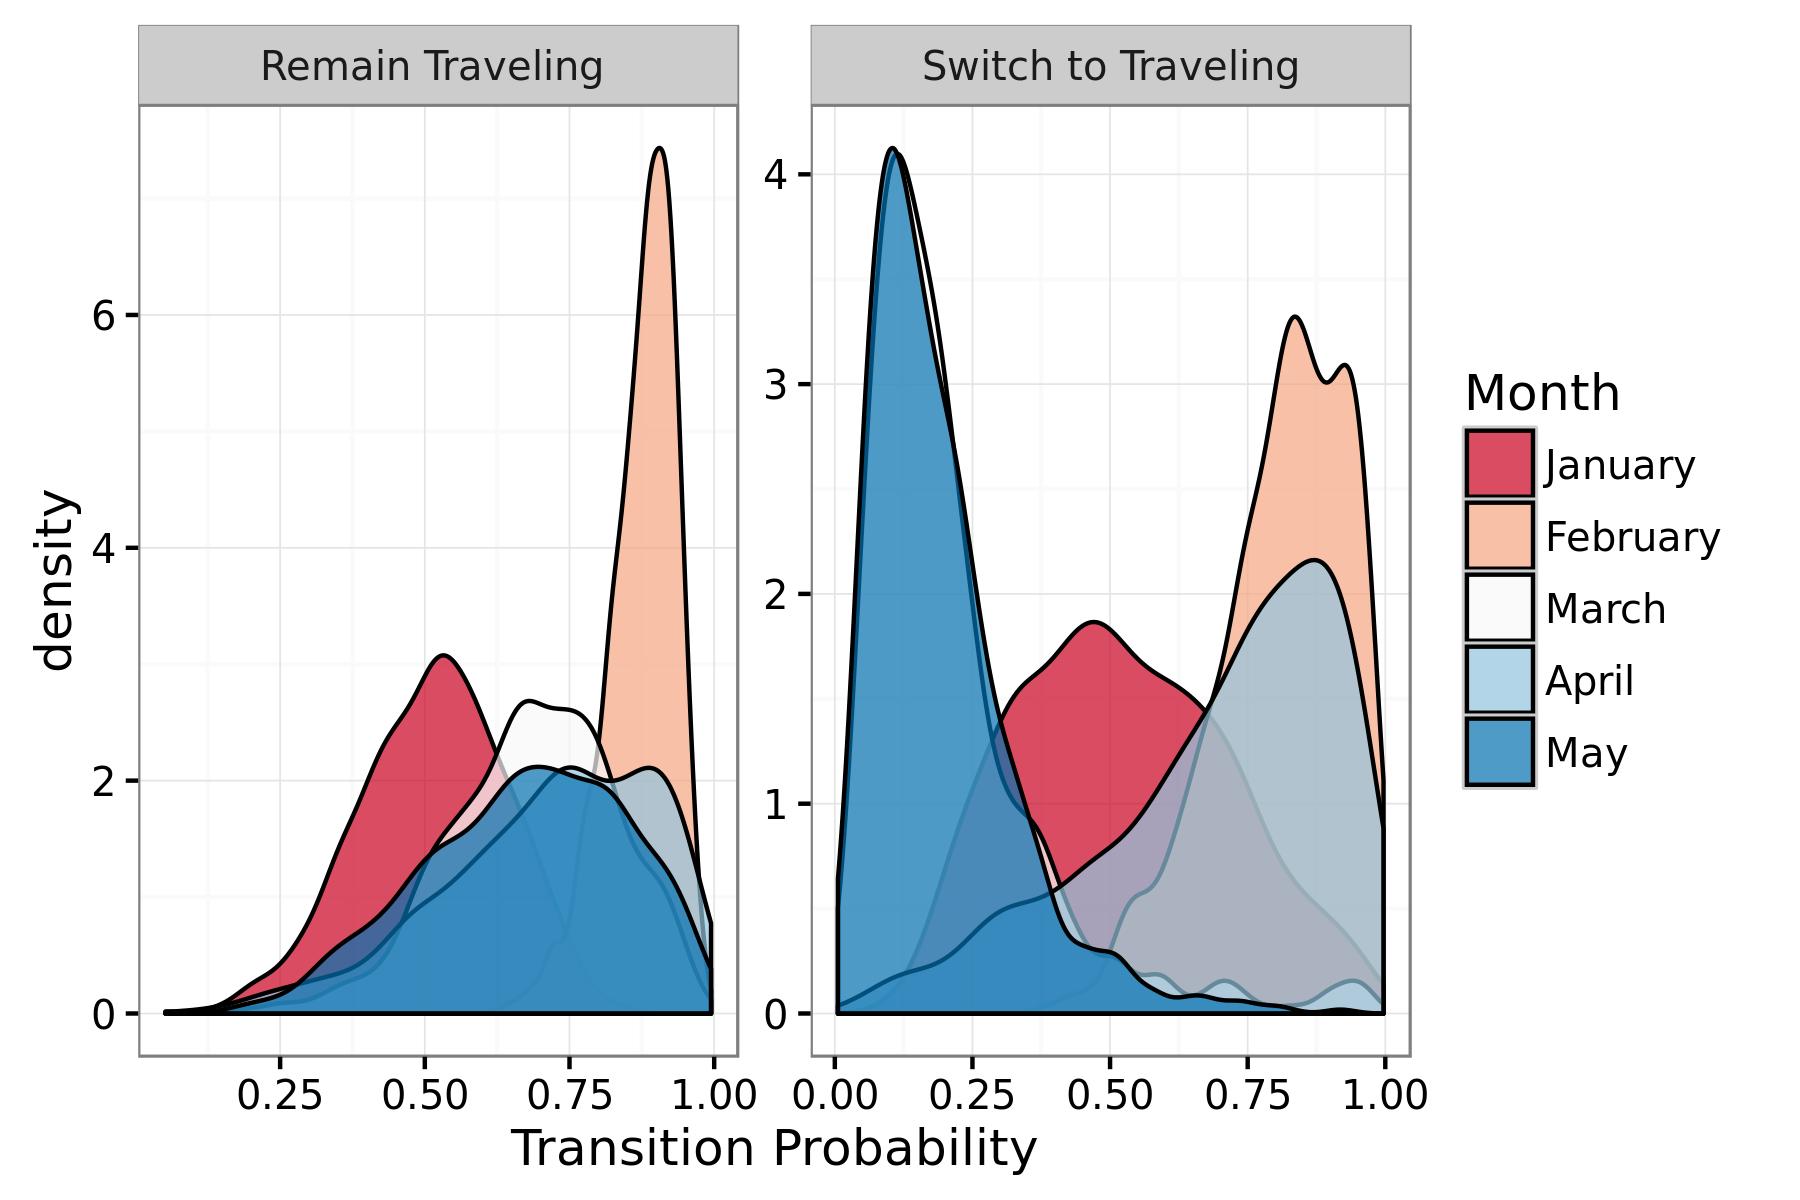 Remain Traveling
Switch to Traveling
density
6
4
2
0
4
3
2
1
0
0.25 0.50 0.75 1.00
0.00 0.25 0.50 0.75 1.00
Transition Probability
Month
January
February
March
April
May